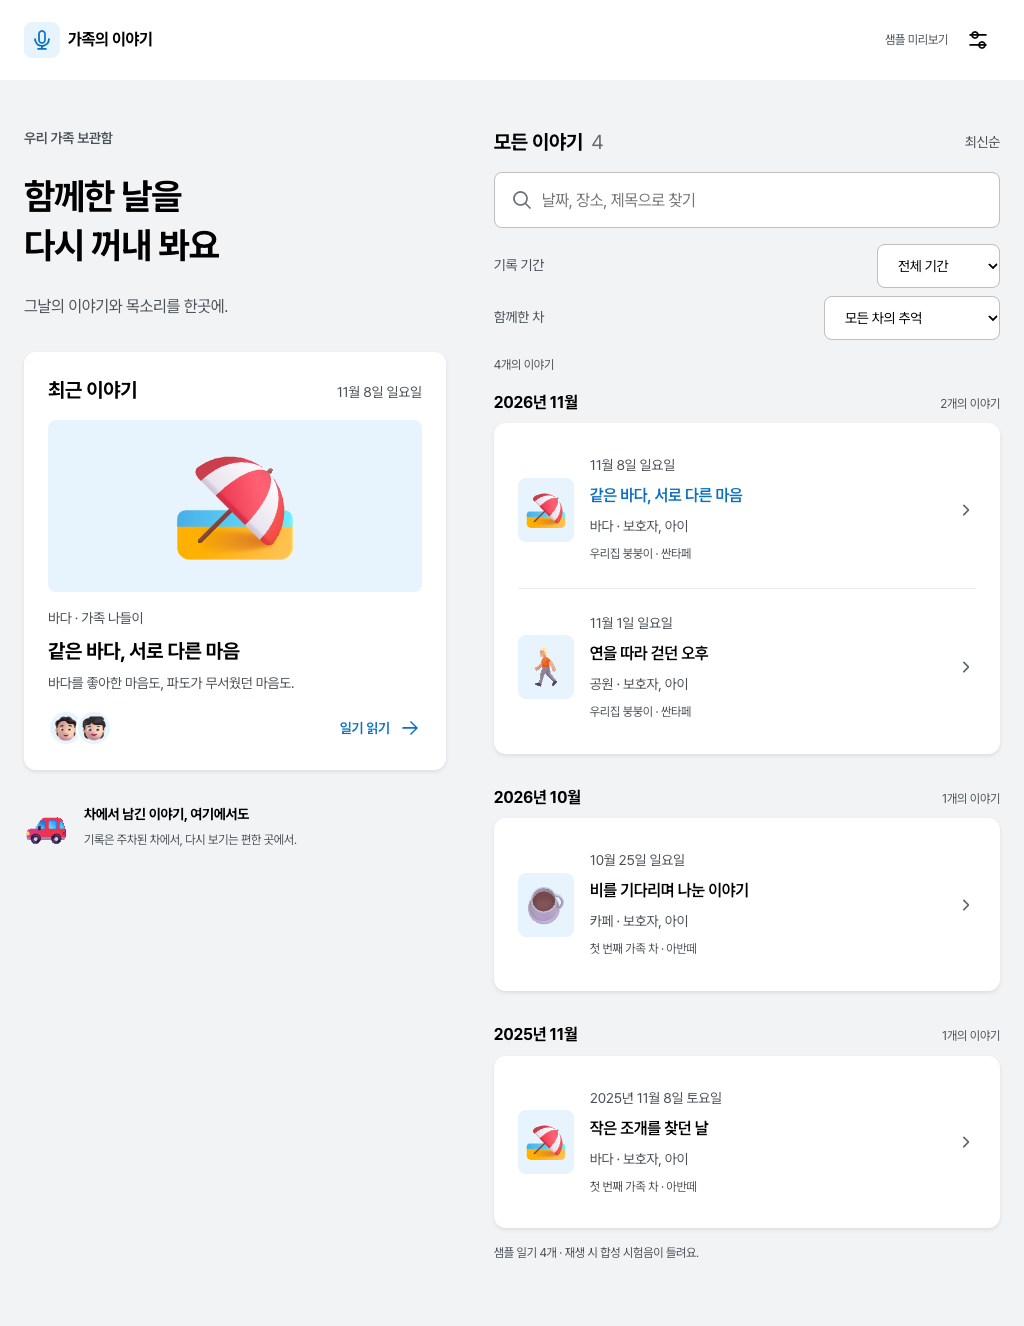 가족의 이야기
샘플 미리보기
우리 가족 보관함
함께한 날을
다시 꺼내 봐요
그날의 이야기와 목소리를 한곳에.
최근 이야기
11월 8일 일요일
바다 · 가족 나들이
같은 바다, 서로 다른 마음
바다를 좋아한 마음도, 파도가 무서웠던 마음도.
일기 읽기
차에서 남긴 이야기, 여기에서도
기록은 주차된 차에서, 다시 보기는 편한 곳에서.
모든 이야기 4
최신순
날짜, 장소, 제목으로 찾기
기록 기간
전체 기간
함께한 차
모든 차의 추억
4개의 이야기
2026년 11월
2개의 이야기
11월 8일 일요일
같은 바다, 서로 다른 마음
바다 · 보호자, 아이
우리집 붕붕이 · 싼타페
11월 1일 일요일
연을 따라 걷던 오후
공원 · 보호자, 아이
우리집 붕붕이 · 싼타페
2026년 10월
1개의 이야기
10월 25일 일요일
비를 기다리며 나눈 이야기
카페 · 보호자, 아이
첫 번째 가족 차 · 아반떼
2025년 11월
1개의 이야기
2025년 11월 8일 토요일
작은 조개를 찾던 날
바다 · 보호자, 아이
첫 번째 가족 차 · 아반떼
샘플 일기 4개 · 재생 시 합성 시험음이 들려요.